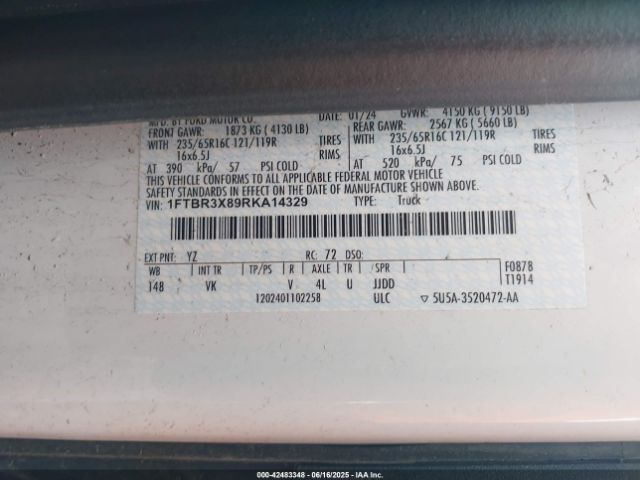 MFD. BY FORD MOTOR CO. 01/24 GVWR: 4150 KG ( 9150 LB)
FRONT GAWR: 1873 KG ( 4130 LB) REAR GAWR: 2567 KG ( 5660 LB)
WITH 235/65R16C 121/119R TIRES WITH 235/65R16C 121/119R TIRES
16x6.5J RIMS 16x6.5J RIMS
AT 390 kPa/ 57 PSI COLD AT 520 kPa/ 75 PSI COLD
THIS VEHICLE CONFORMS TO ALL APPLICABLE FEDERAL MOTOR VEHICLE
SAFETY STANDARDS IN EFFECT ON THE DATE OF MANUFACTURE SHOWN ABOVE.
VIN: 1FTBR3X89RKA14329 TYPE: Truck
EXT PNT: YZ RC: 72 DSO:
WB INT TR TP/PS R AXLE TR SPR F0878
148 VK V 4L U JJDD T1914
1202401102258 ULC ▽ 5U5A-3520472-AA
000-42483348 - 06/16/2025 - IAA Inc.